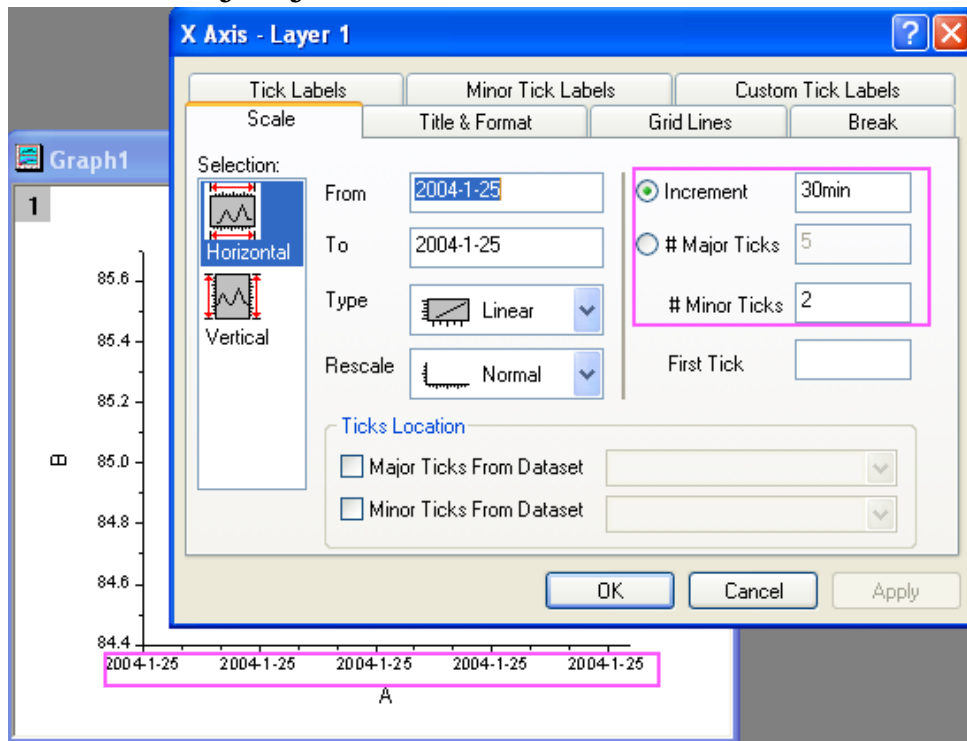 X Axis - Layer 1
Tick Labels
Minor Tick Labels
Custom Tick Labels
Scale
Title & Format
Grid Lines
Break
Graph1
1
Selection:
Horizontal
Vertical
From
2004-1-25
To
2004-1-25
Type
Linear
Rescale
Normal
Increment
30min
# Major Ticks
5
# Minor Ticks
2
First Tick
Ticks Location
Major Ticks From Dataset
Minor Ticks From Dataset
OK
Cancel
Apply
85.6
85.4
85.2
B
85.0
84.8
84.6
84.4
2004-1-25 2004-1-25 2004-1-25 2004-1-25 2004-1-25
A